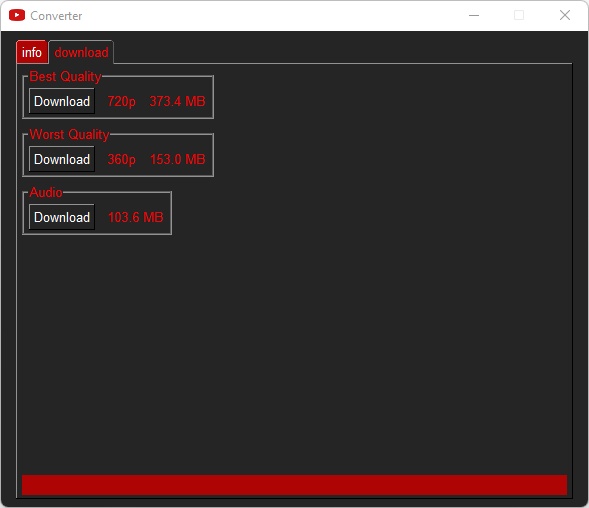 Converter
info download
Best Quality
Download 720p 373.4 MB
Worst Quality
Download 360p 153.0 MB
Audio
Download 103.6 MB